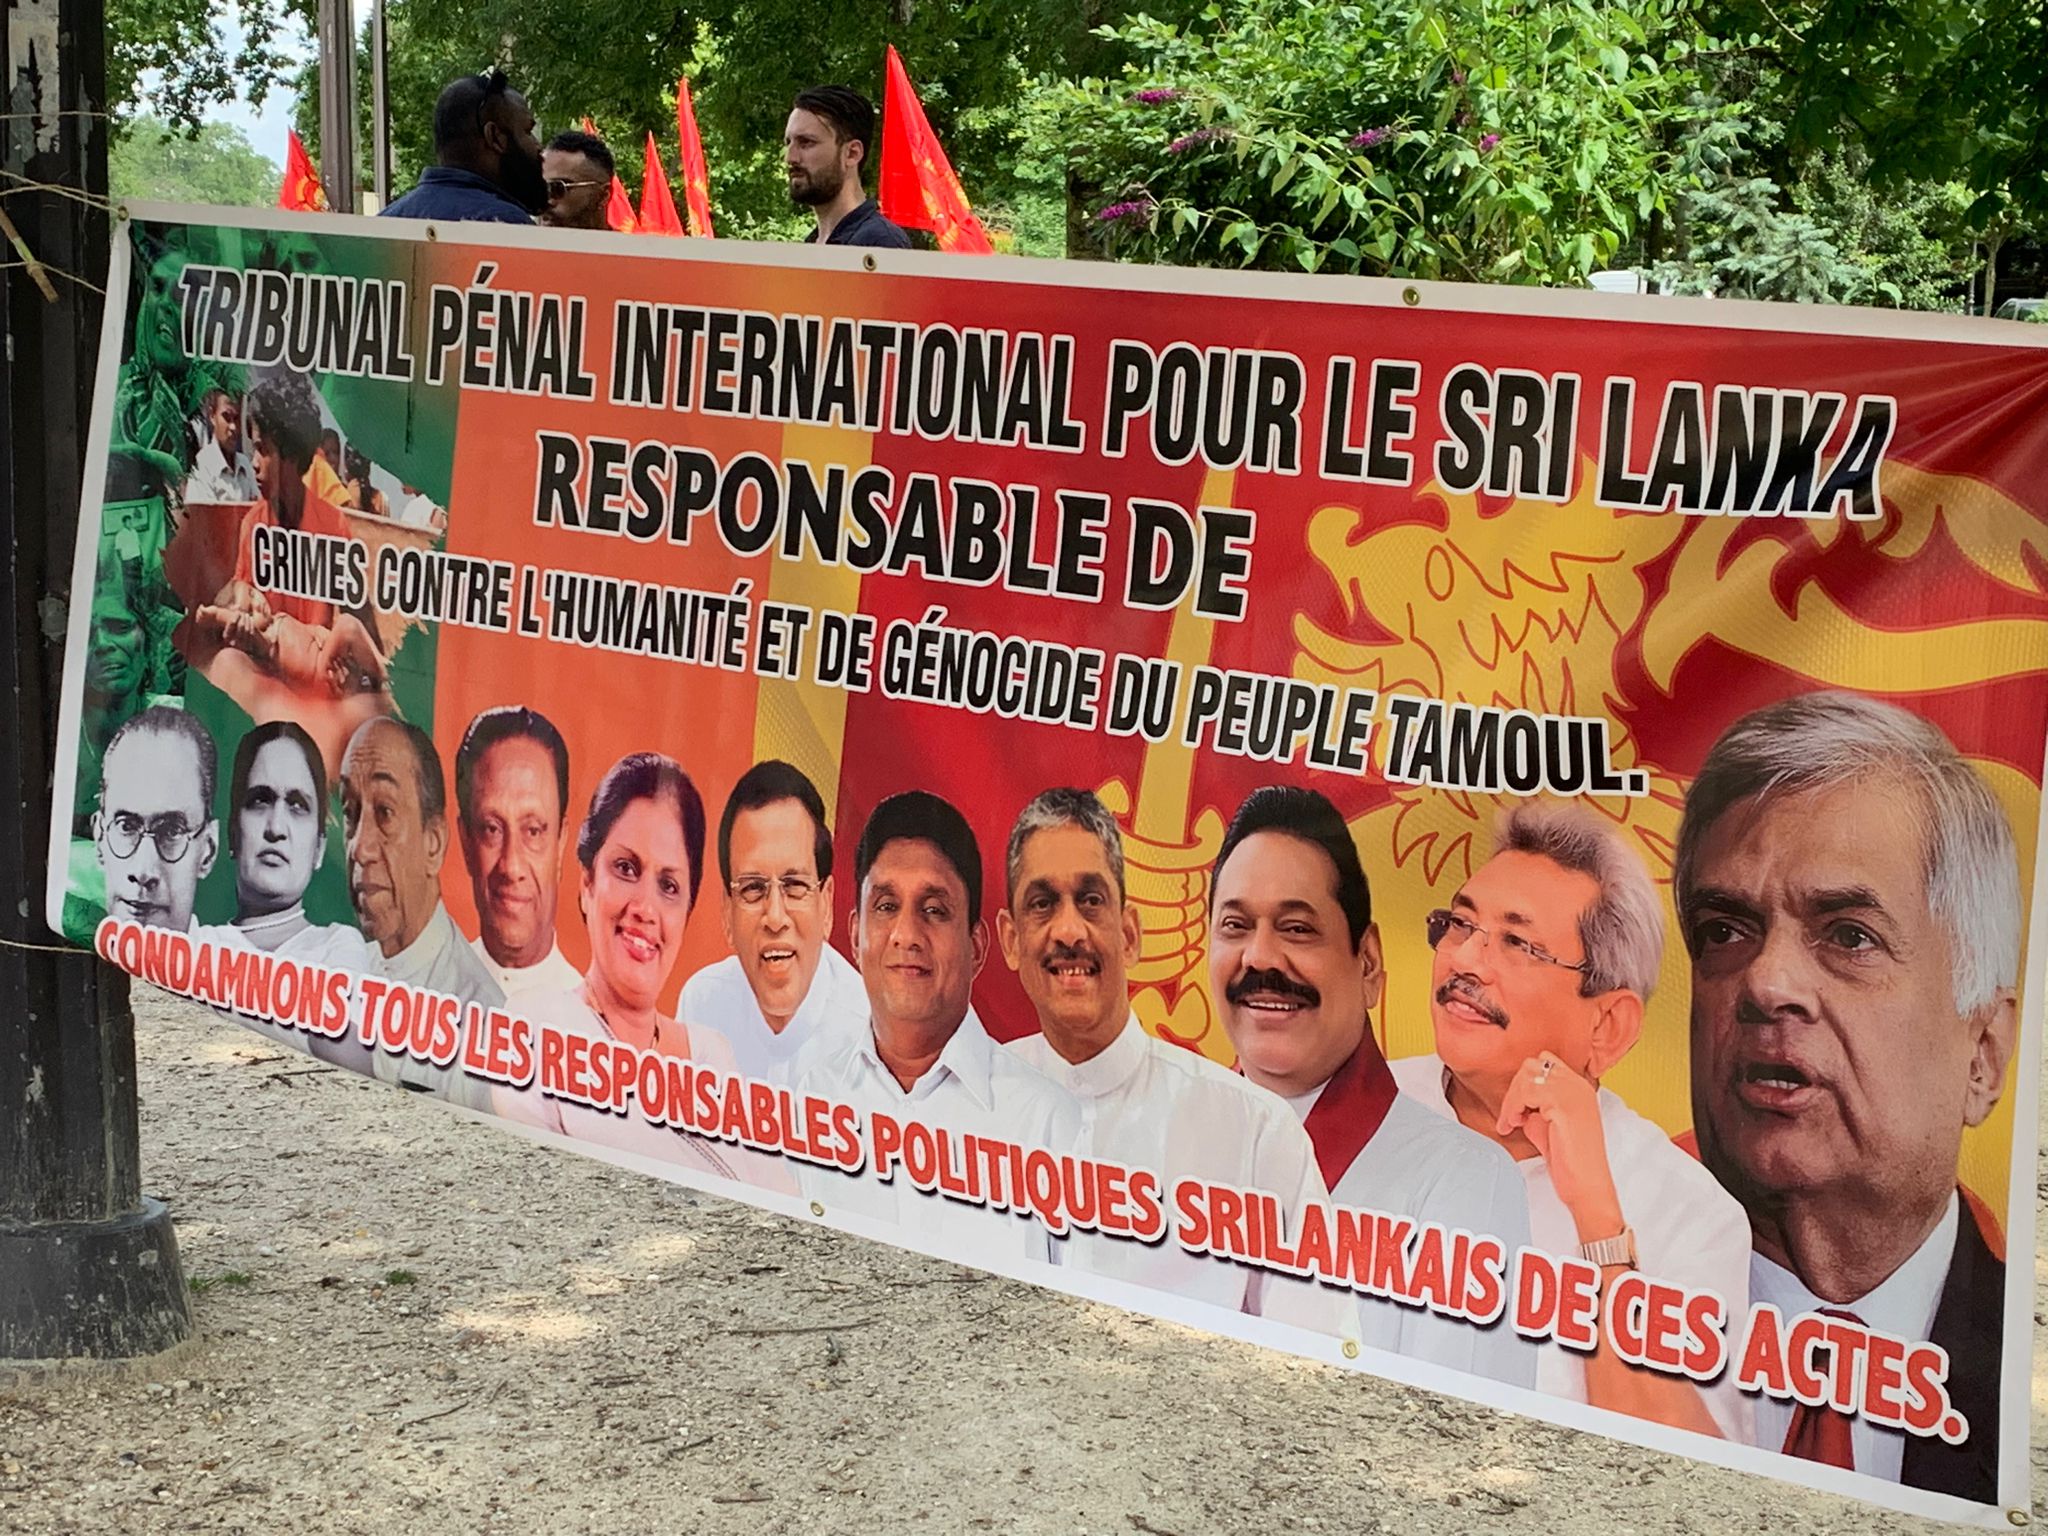 TRIBUNAL PÉNAL INTERNATIONAL POUR LE SRI LANKA
RESPONSABLE DE
CRIMES CONTRE L'HUMANITÉ ET DE GÉNOCIDE DU PEUPLE TAMOUL.
CONDAMNONS TOUS LES RESPONSABLES POLITIQUES SRILANKAIS DE CES ACTES.